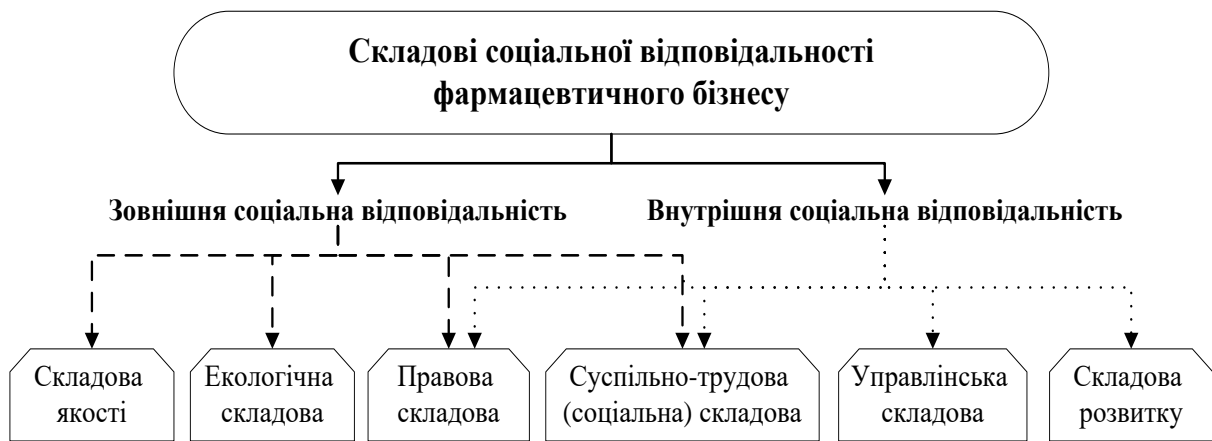 Складові соціальної відповідальності
фармацевтичного бізнесу
Зовнішня соціальна відповідальність
Внутрішня соціальна відповідальність
Складова
якості
Екологічна
складова
Правова
складова
Суспільно-трудова
(соціальна) складова
Управлінська
складова
Складова
розвитку